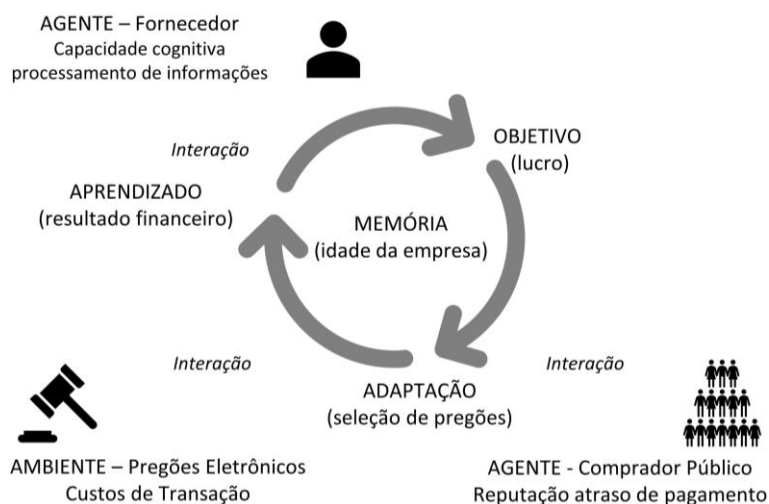 AGENTE – Fornecedor
Capacidade cognitiva
processamento de informações
Interação
OBJETIVO
(lucro)
APRENDIZADO
(resultado financeiro)
MEMÓRIA
(idade da empresa)
Interação
Interação
ADAPTAÇÃO
(seleção de pregões)
AMBIENTE – Pregões Eletrônicos
Custos de Transação
AGENTE - Comprador Público
Reputação atraso de pagamento